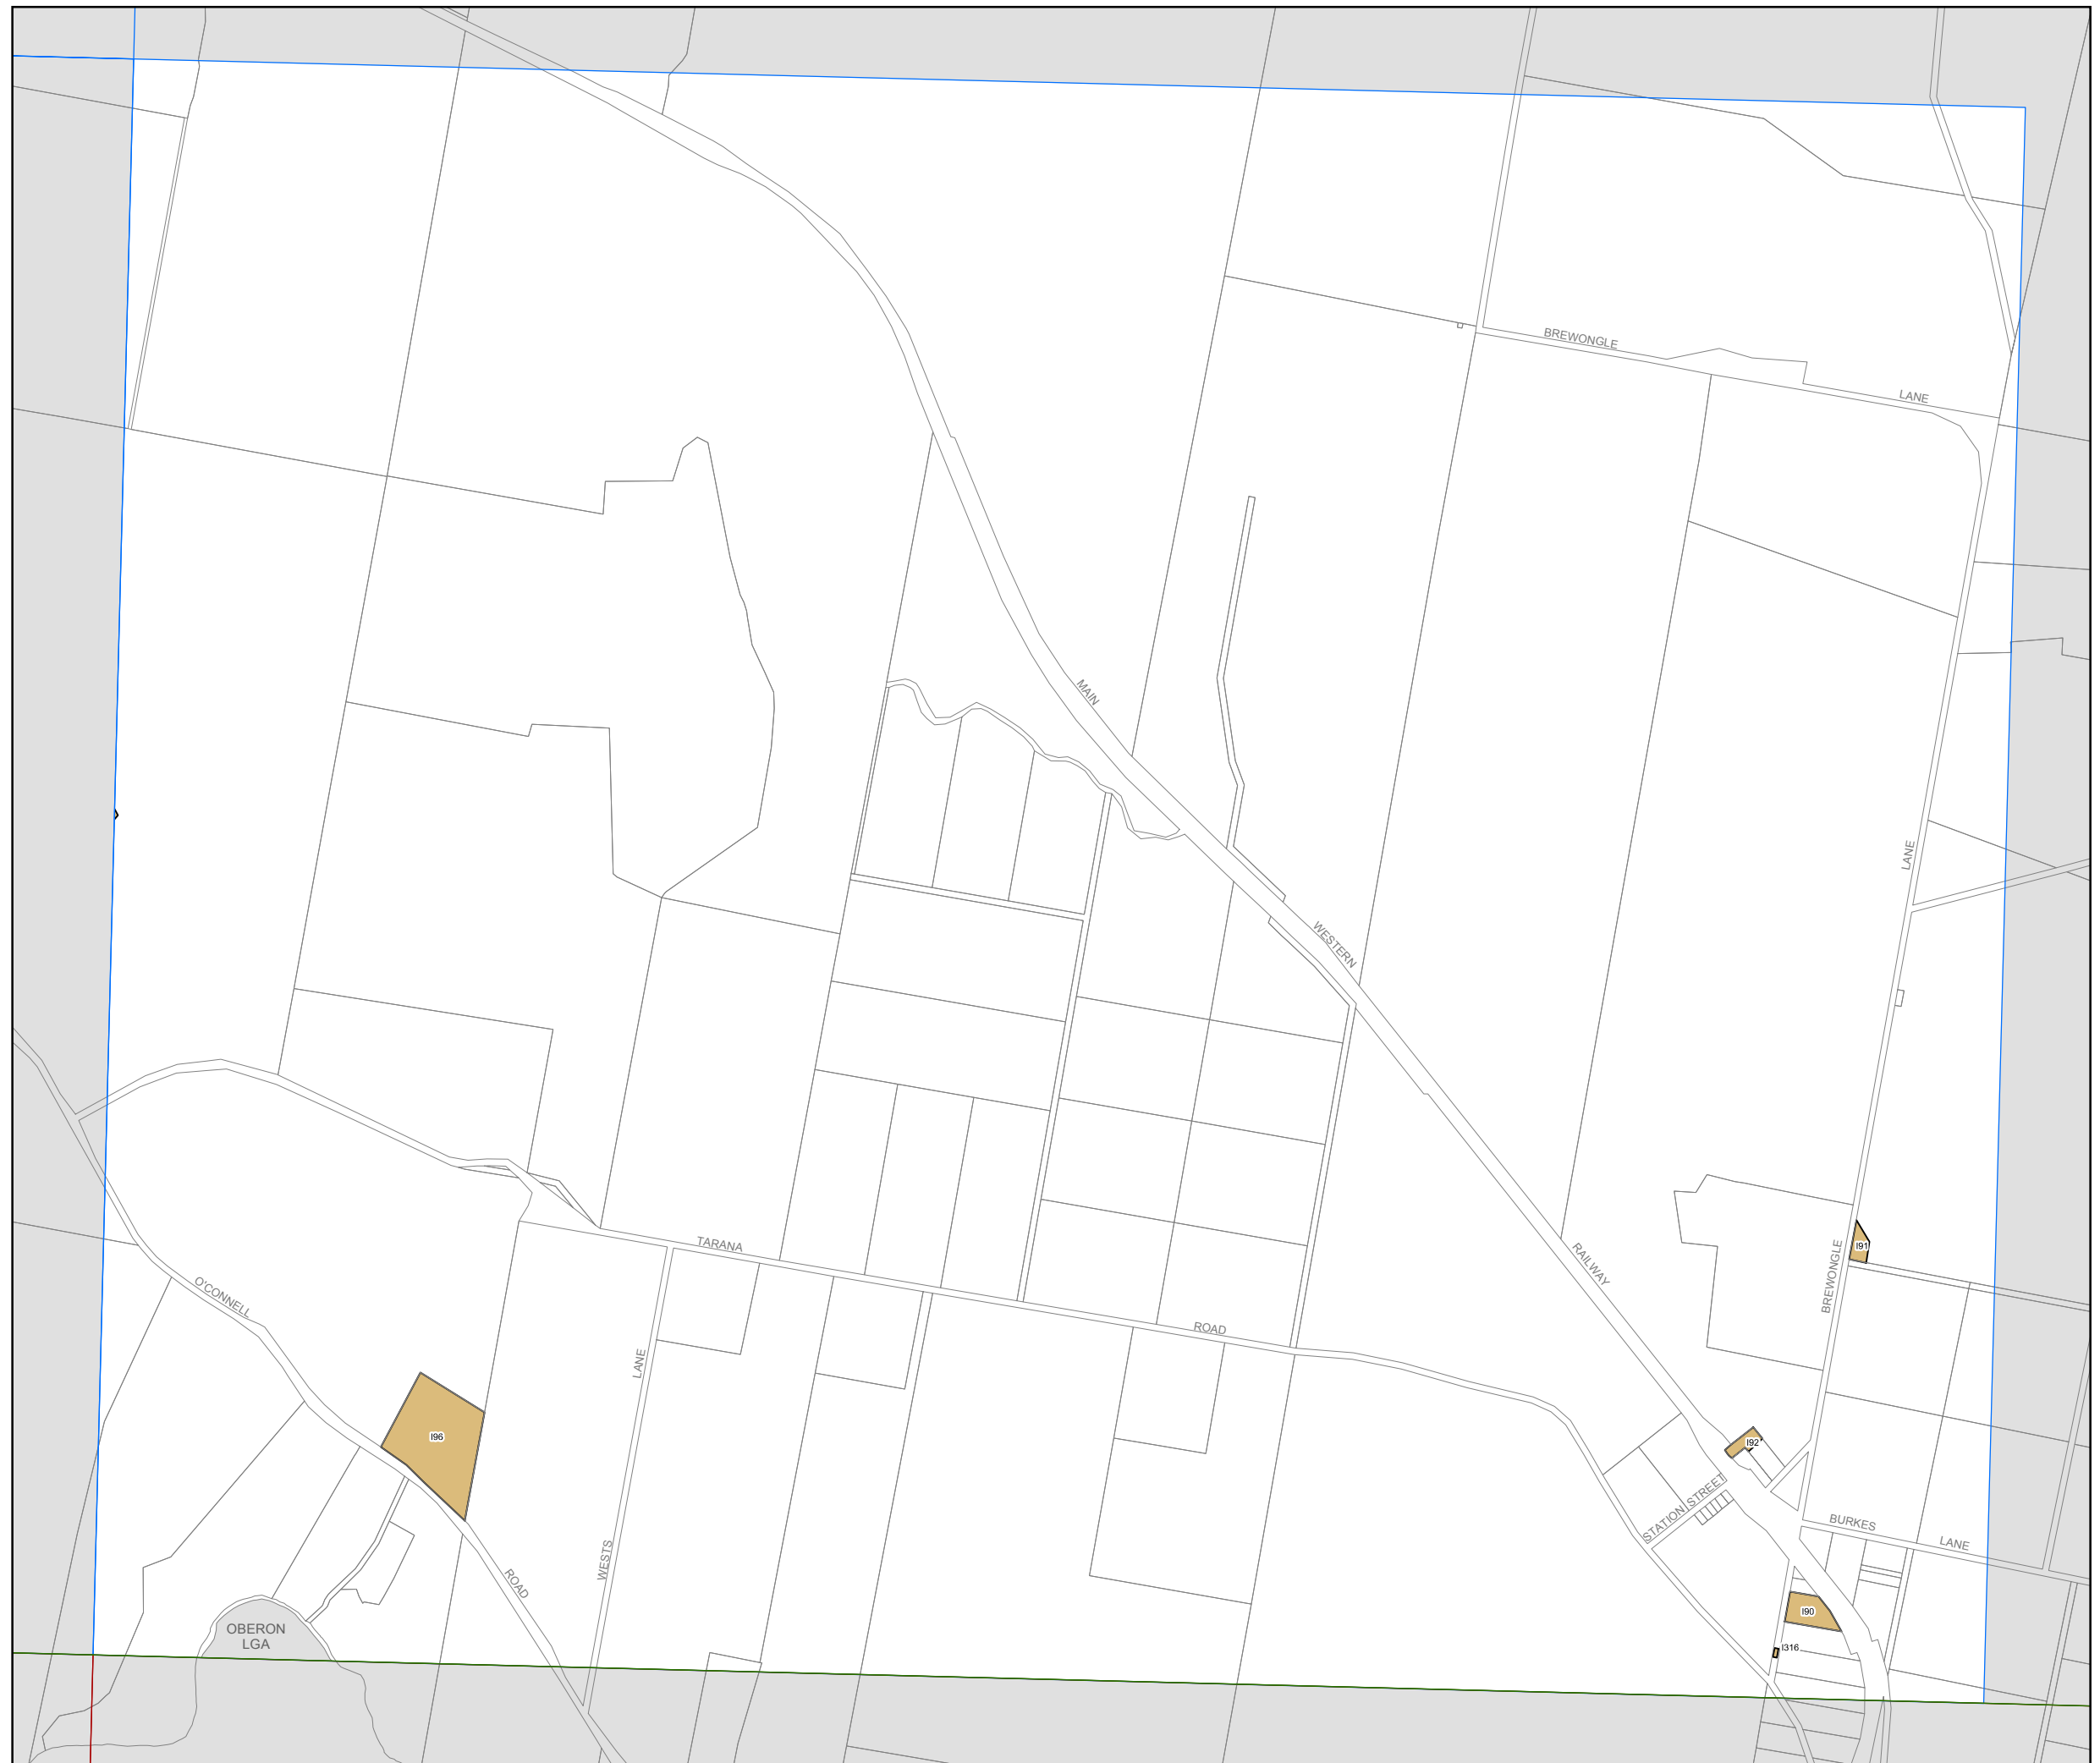 BREWONGLE
LANE
MAIN
LANE
WESTERN
TARANA
BREWONGLE
I91
RAILWAY
O'CONNELL
ROAD
LANE
I96
I92
STATION STREET
BURKES
LANE
WESTS
ROAD
I90
OBERON
LGA
I316